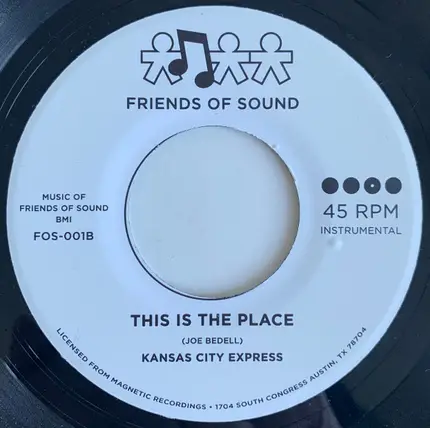 FRIENDS OF SOUND
MUSIC OF
FRIENDS OF SOUND
BMI
FOS-001B
45 RPM
INSTRUMENTAL
THIS IS THE PLACE
(JOE BEDELL)
KANSAS CITY EXPRESS
LICENSED FROM MAGNETIC RECORDINGS • 1704 SOUTH CONGRESS AUSTIN, TX 78704